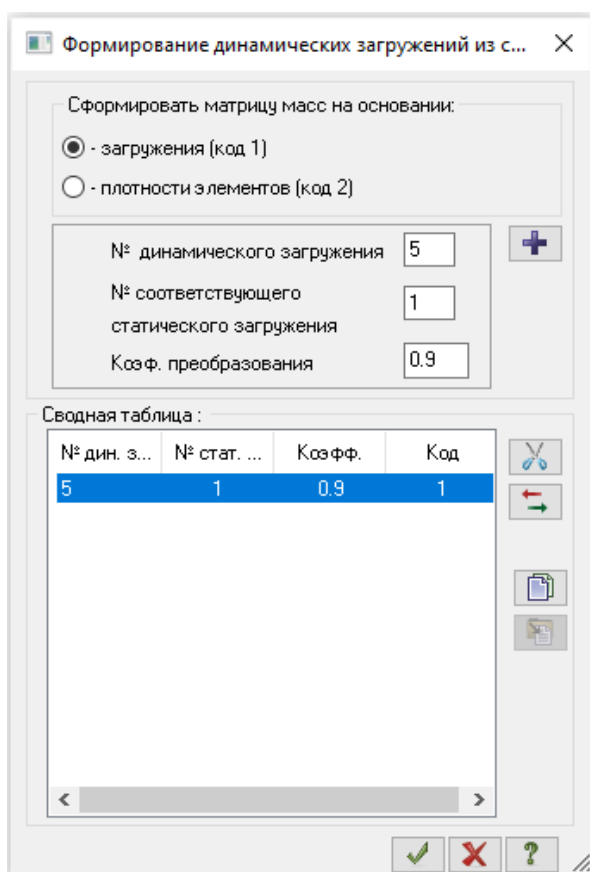 Формирование динамических загружений из с...
Сформировать матрицу масс на основании:
- загружения (код 1)
- плотности элементов (код 2)
№ динамического загружения 5
№ соответствующего
статического загружения 1
Коэф. преобразования 0.9
Сводная таблица :
№ дин. з... № стат. ... Коэфф. Код
5 1 0.9 1